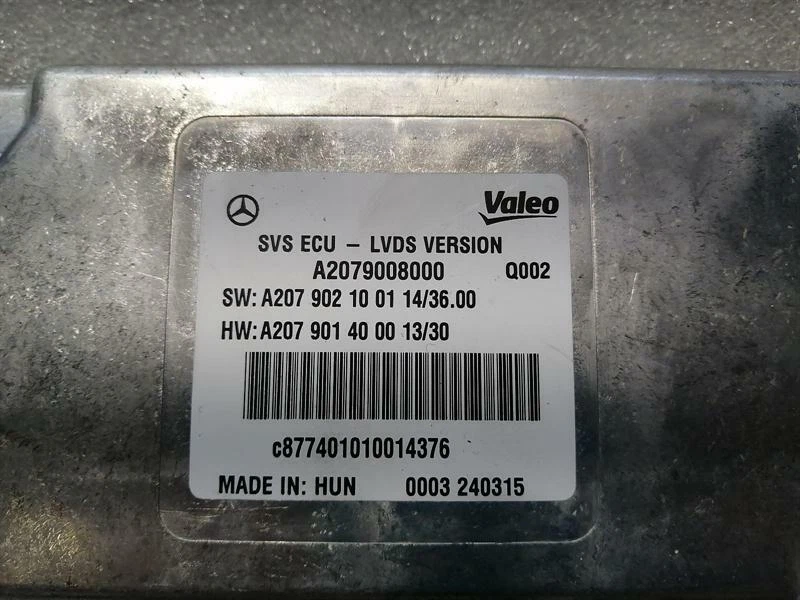 Valeo
SVS ECU – LVDS VERSION
A2079008000 Q002
SW: A207 902 10 01 14/36.00
HW: A207 901 40 00 13/30
c877401010014376
MADE IN: HUN 0003 240315